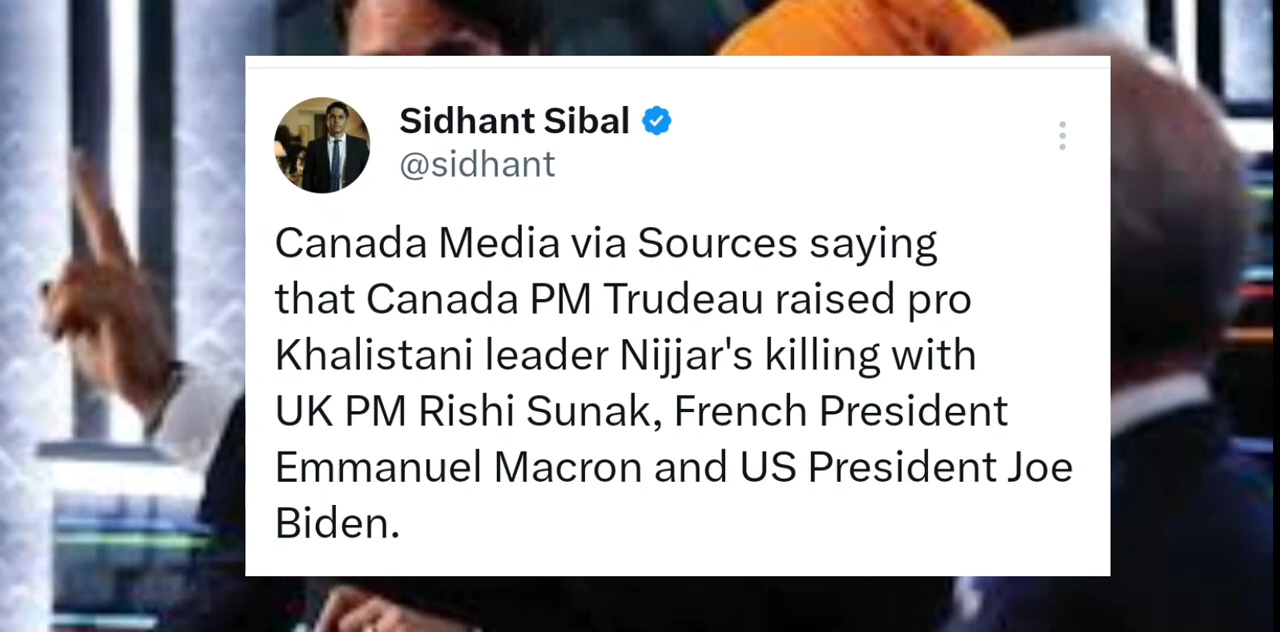 Sidhant Sibal
@sidhant
Canada Media via Sources saying
that Canada PM Trudeau raised pro
Khalistani leader Nijjar's killing with
UK PM Rishi Sunak, French President
Emmanuel Macron and US President Joe
Biden.